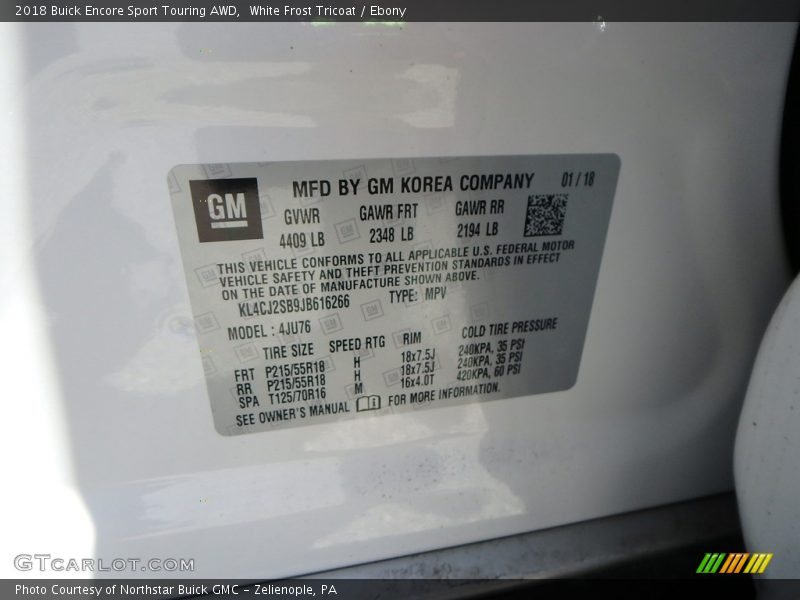 2018 Buick Encore Sport Touring AWD,  White Frost Tricoat / Ebony
GM
MFD BY GM KOREA COMPANY 01/18
GVWR GAWR FRT GAWR RR
4409 LB 2348 LB 2194 LB
THIS VEHICLE CONFORMS TO ALL APPLICABLE U.S. FEDERAL MOTOR
VEHICLE SAFETY AND THEFT PREVENTION STANDARDS IN EFFECT
ON THE DATE OF MANUFACTURE SHOWN ABOVE.
KL4CJ2SB9JB616266 TYPE: MPV
MODEL : 4JU76
TIRE SIZE SPEED RTG RIM COLD TIRE PRESSURE
FRT P215/55R18 H 18x7.5J 240KPA, 35 PSI
RR P215/55R18 H 18x7.5J 240KPA, 35 PSI
SPA T125/70R16 M 16x4.0T 420KPA, 60 PSI
SEE OWNER'S MANUAL FOR MORE INFORMATION.
GTCARLOT.COM
Photo Courtesy of Northstar Buick GMC - Zelienople, PA